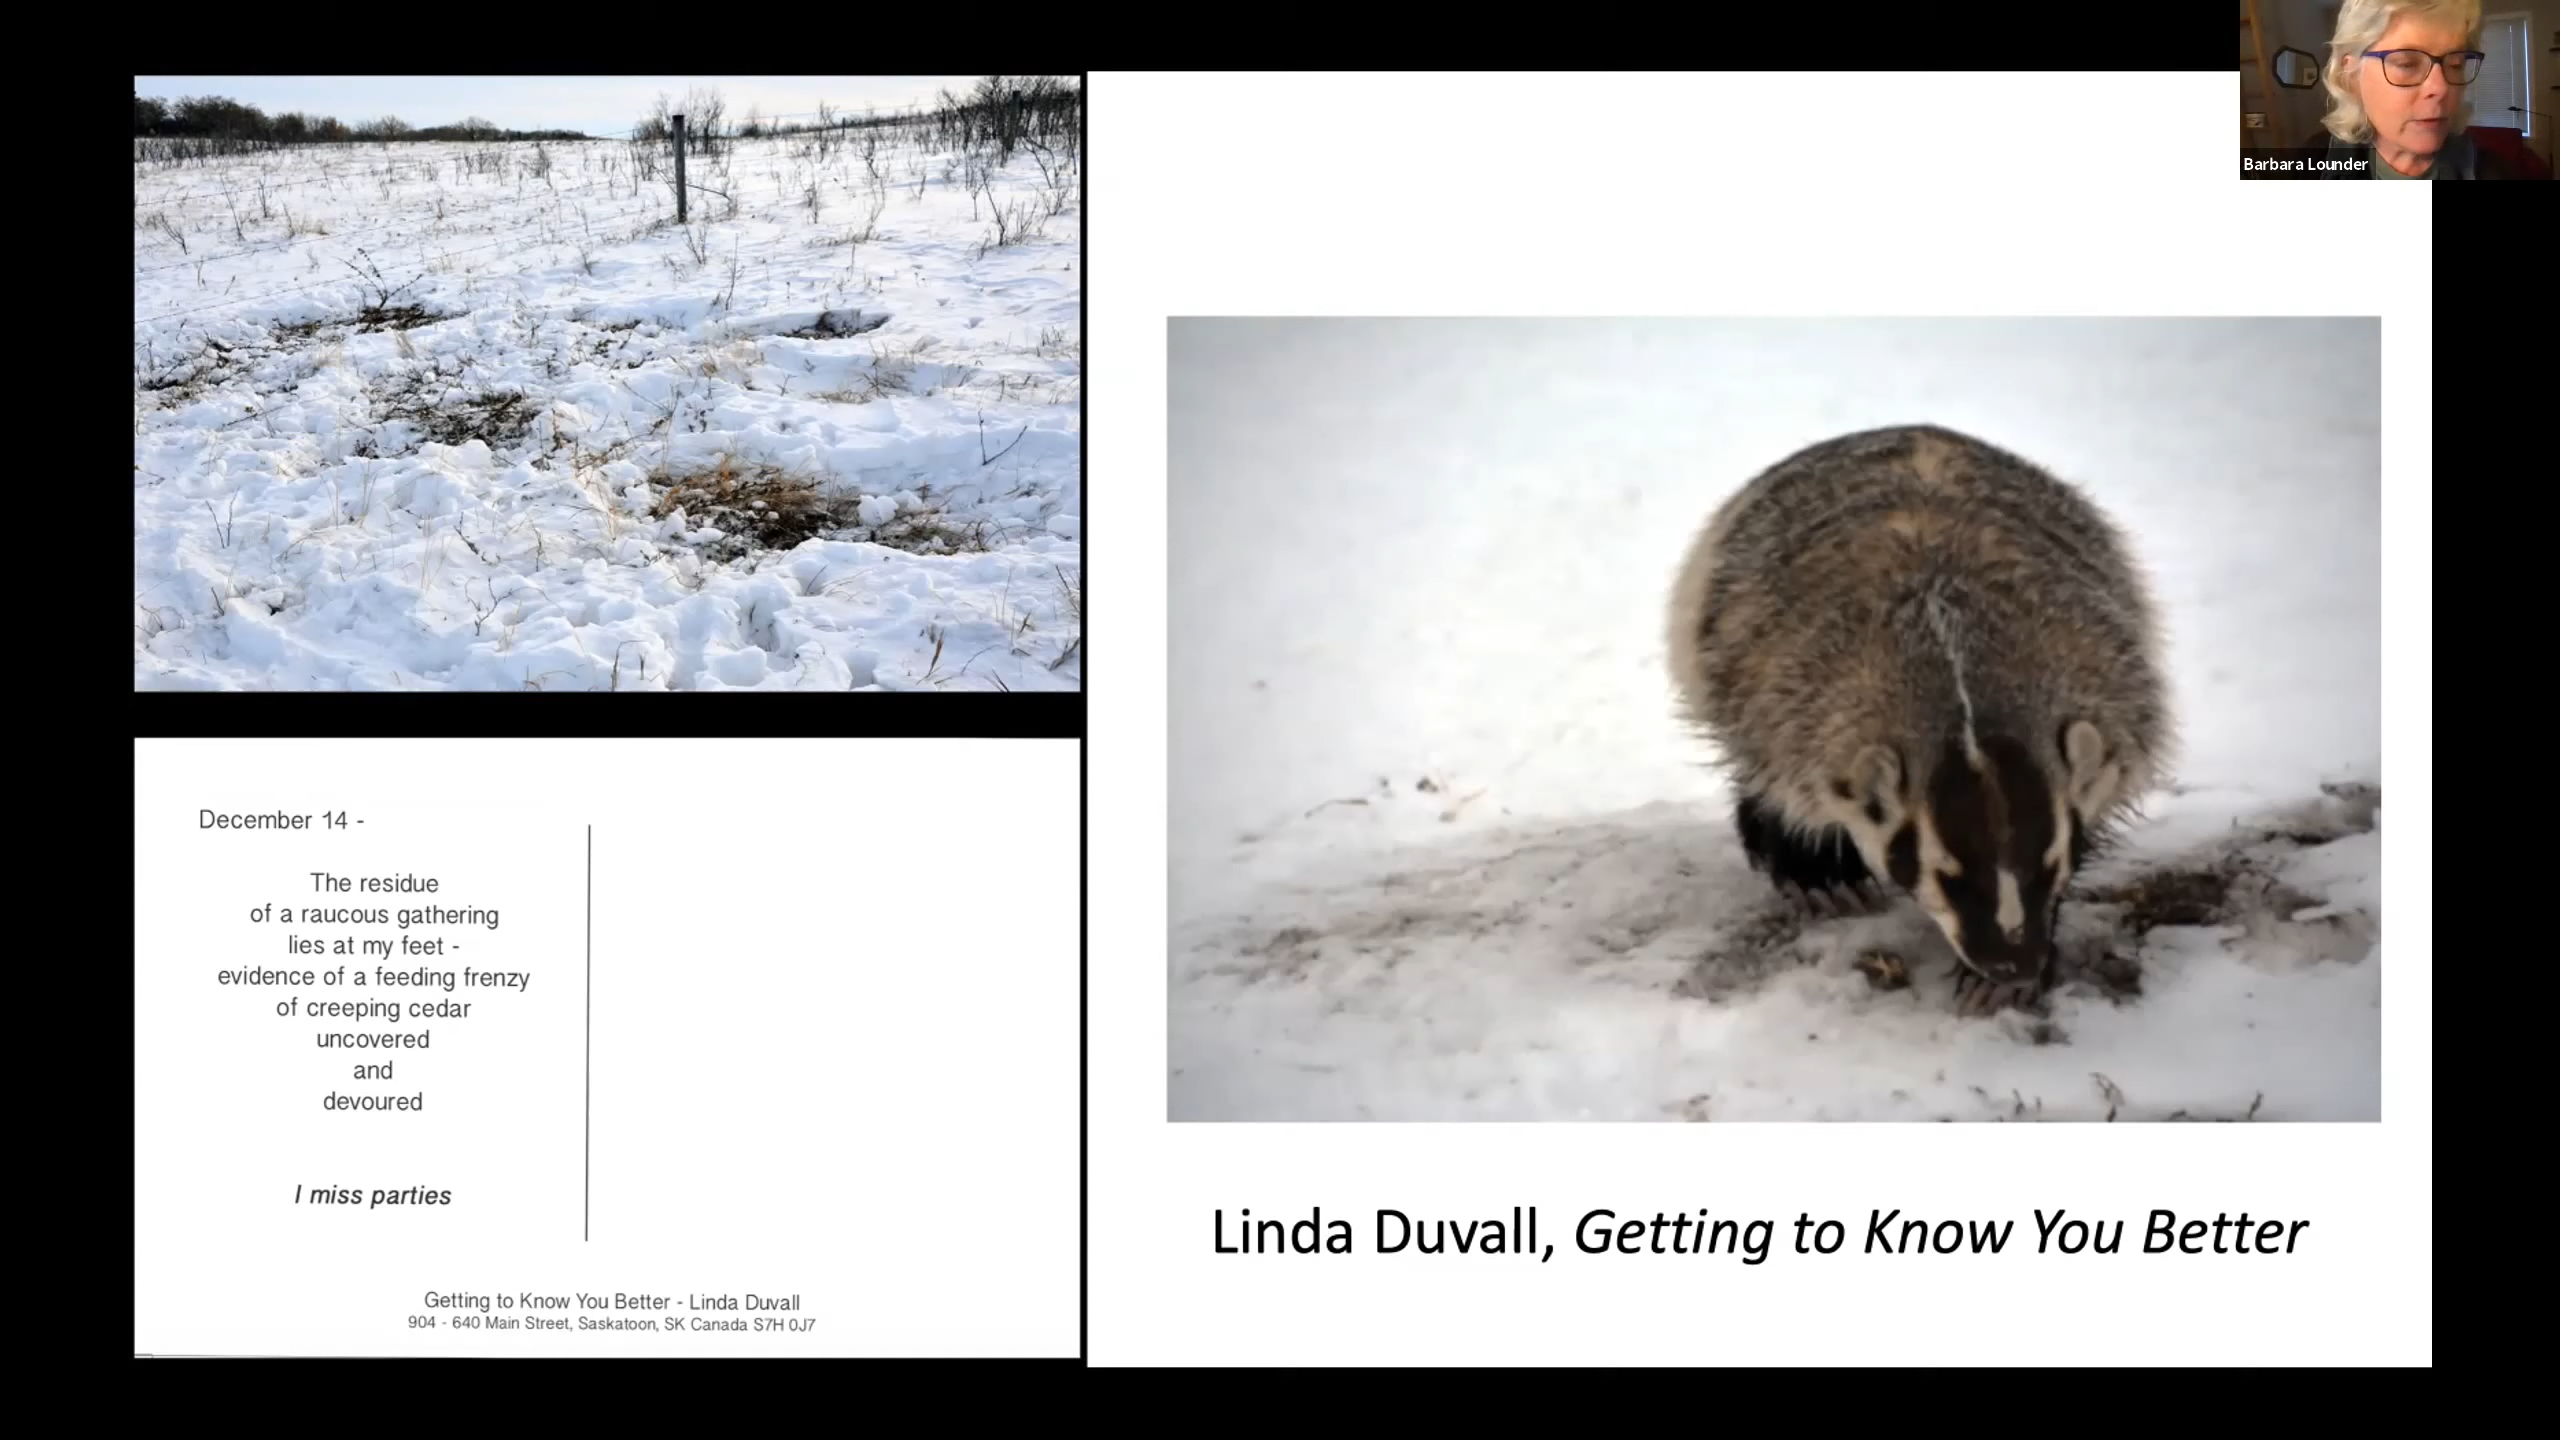 Barbara Lounder
December 14 -
The residue
of a raucous gathering
lies at my feet -
evidence of a feeding frenzy
of creeping cedar
uncovered
and
devoured
I miss parties
Getting to Know You Better - Linda Duvall
904 - 640 Main Street, Saskatoon, SK Canada S7H 0J7
Linda Duvall, Getting to Know You Better